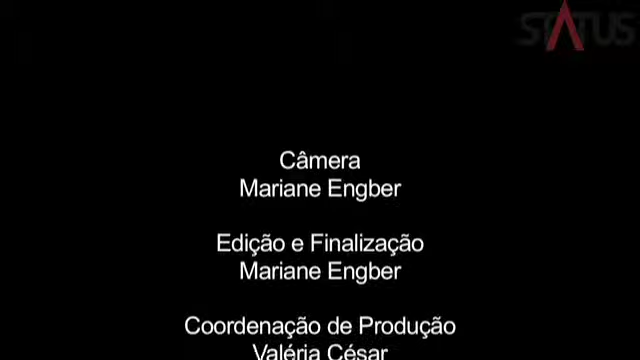 STATUS
Câmera
Mariane Engber
Edição e Finalização
Mariane Engber
Coordenação de Produção
Valéria César